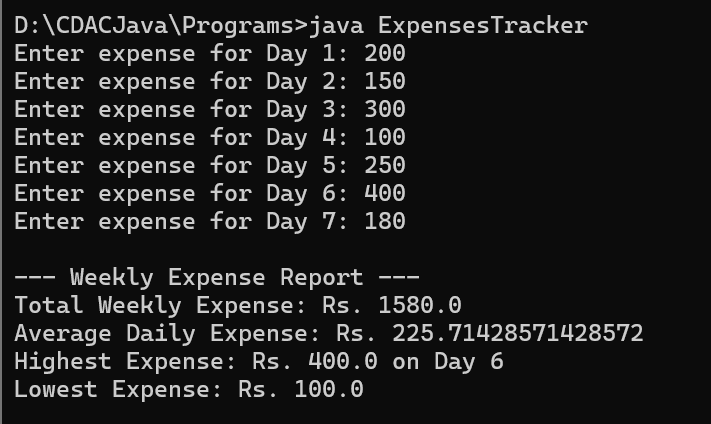 D:\CDACJava\Programs>java ExpensesTracker
Enter expense for Day 1: 200
Enter expense for Day 2: 150
Enter expense for Day 3: 300
Enter expense for Day 4: 100
Enter expense for Day 5: 250
Enter expense for Day 6: 400
Enter expense for Day 7: 180

--- Weekly Expense Report ---
Total Weekly Expense: Rs. 1580.0
Average Daily Expense: Rs. 225.71428571428572
Highest Expense: Rs. 400.0 on Day 6
Lowest Expense: Rs. 100.0